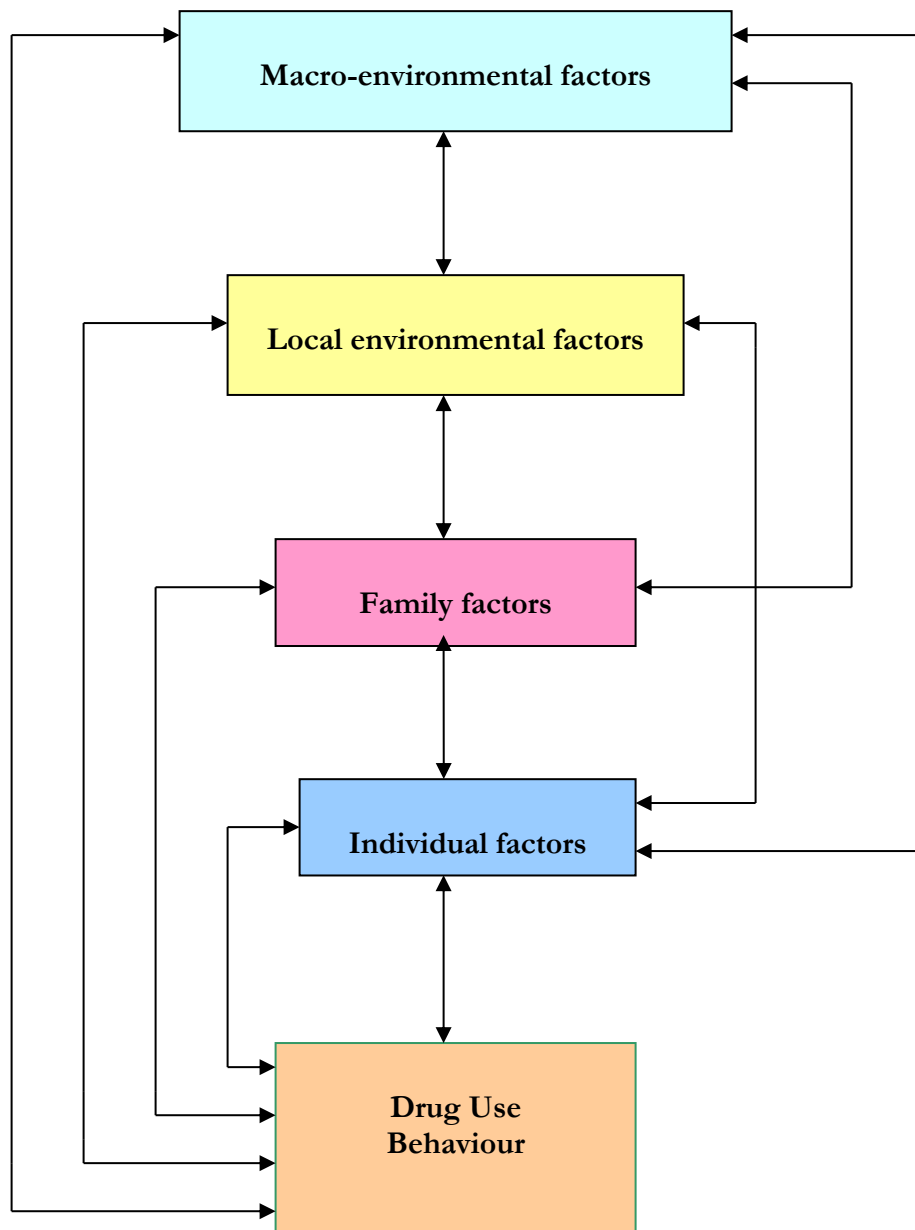 Macro-environmental factors
Local environmental factors
Family factors
Individual factors
Drug Use
Behaviour